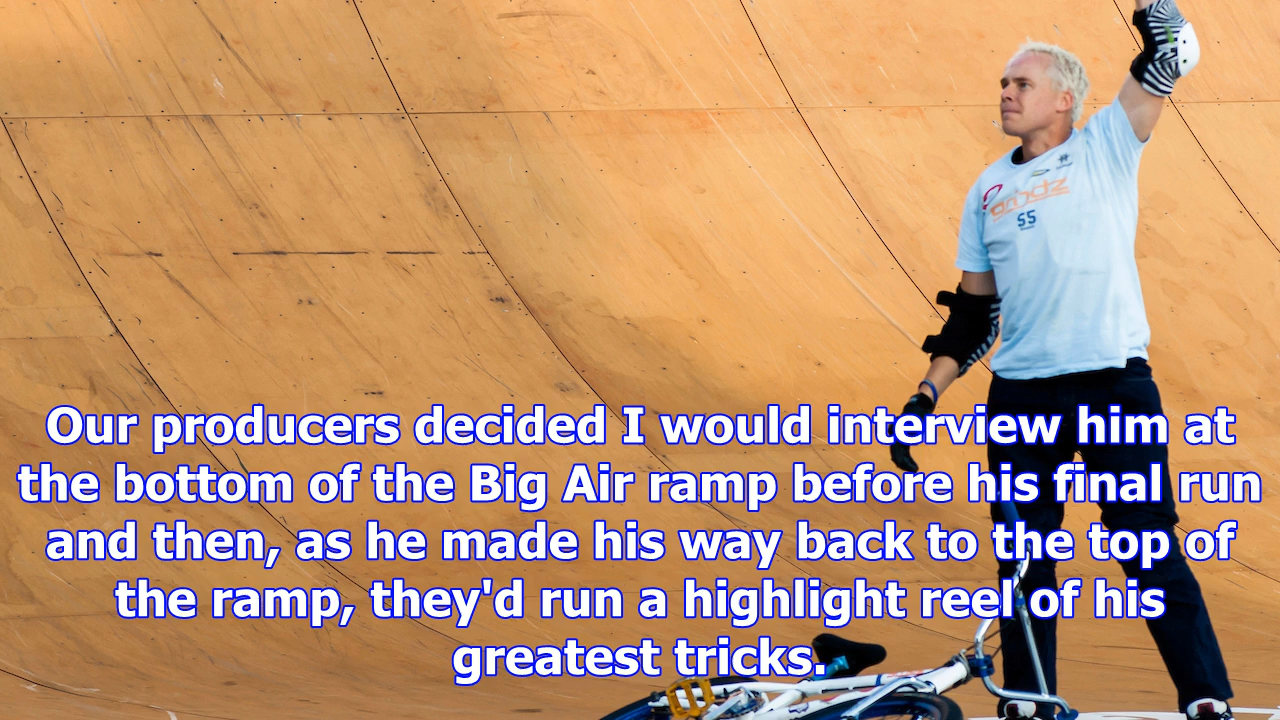 S5
Our producers decided I would interview him at
the bottom of the Big Air ramp before his final run
and then, as he made his way back to the top of
the ramp, they'd run a highlight reel of his
greatest tricks.